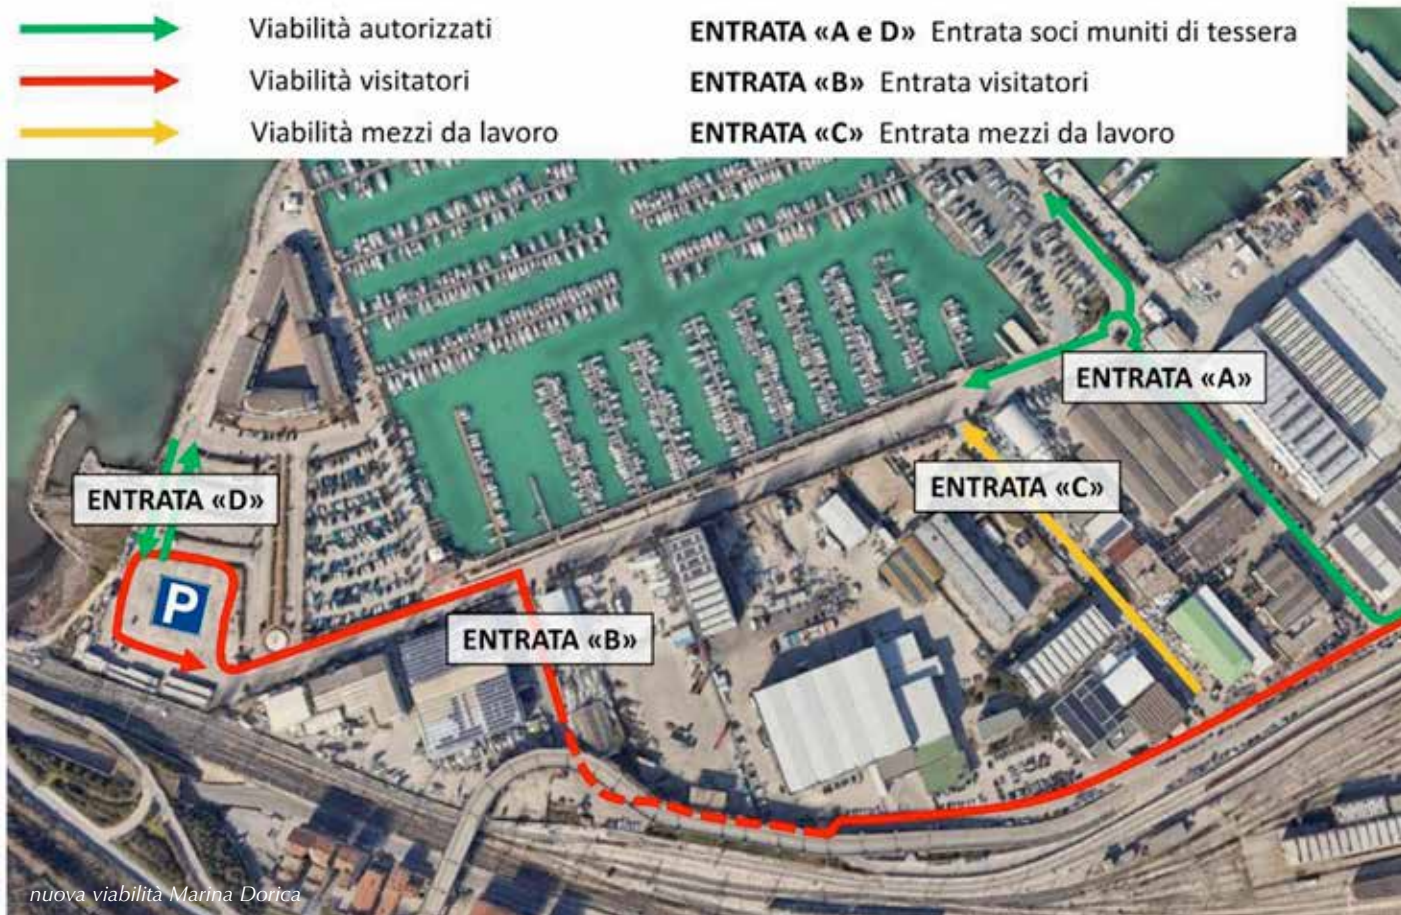 Viabilità autorizzati
ENTRATA «A e D» Entrata soci muniti di tessera
Viabilità visitatori
ENTRATA «B» Entrata visitatori
Viabilità mezzi da lavoro
ENTRATA «C» Entrata mezzi da lavoro
ENTRATA «A»
ENTRATA «C»
ENTRATA «D»
P
ENTRATA «B»
nuova viabilità Marina Dorica